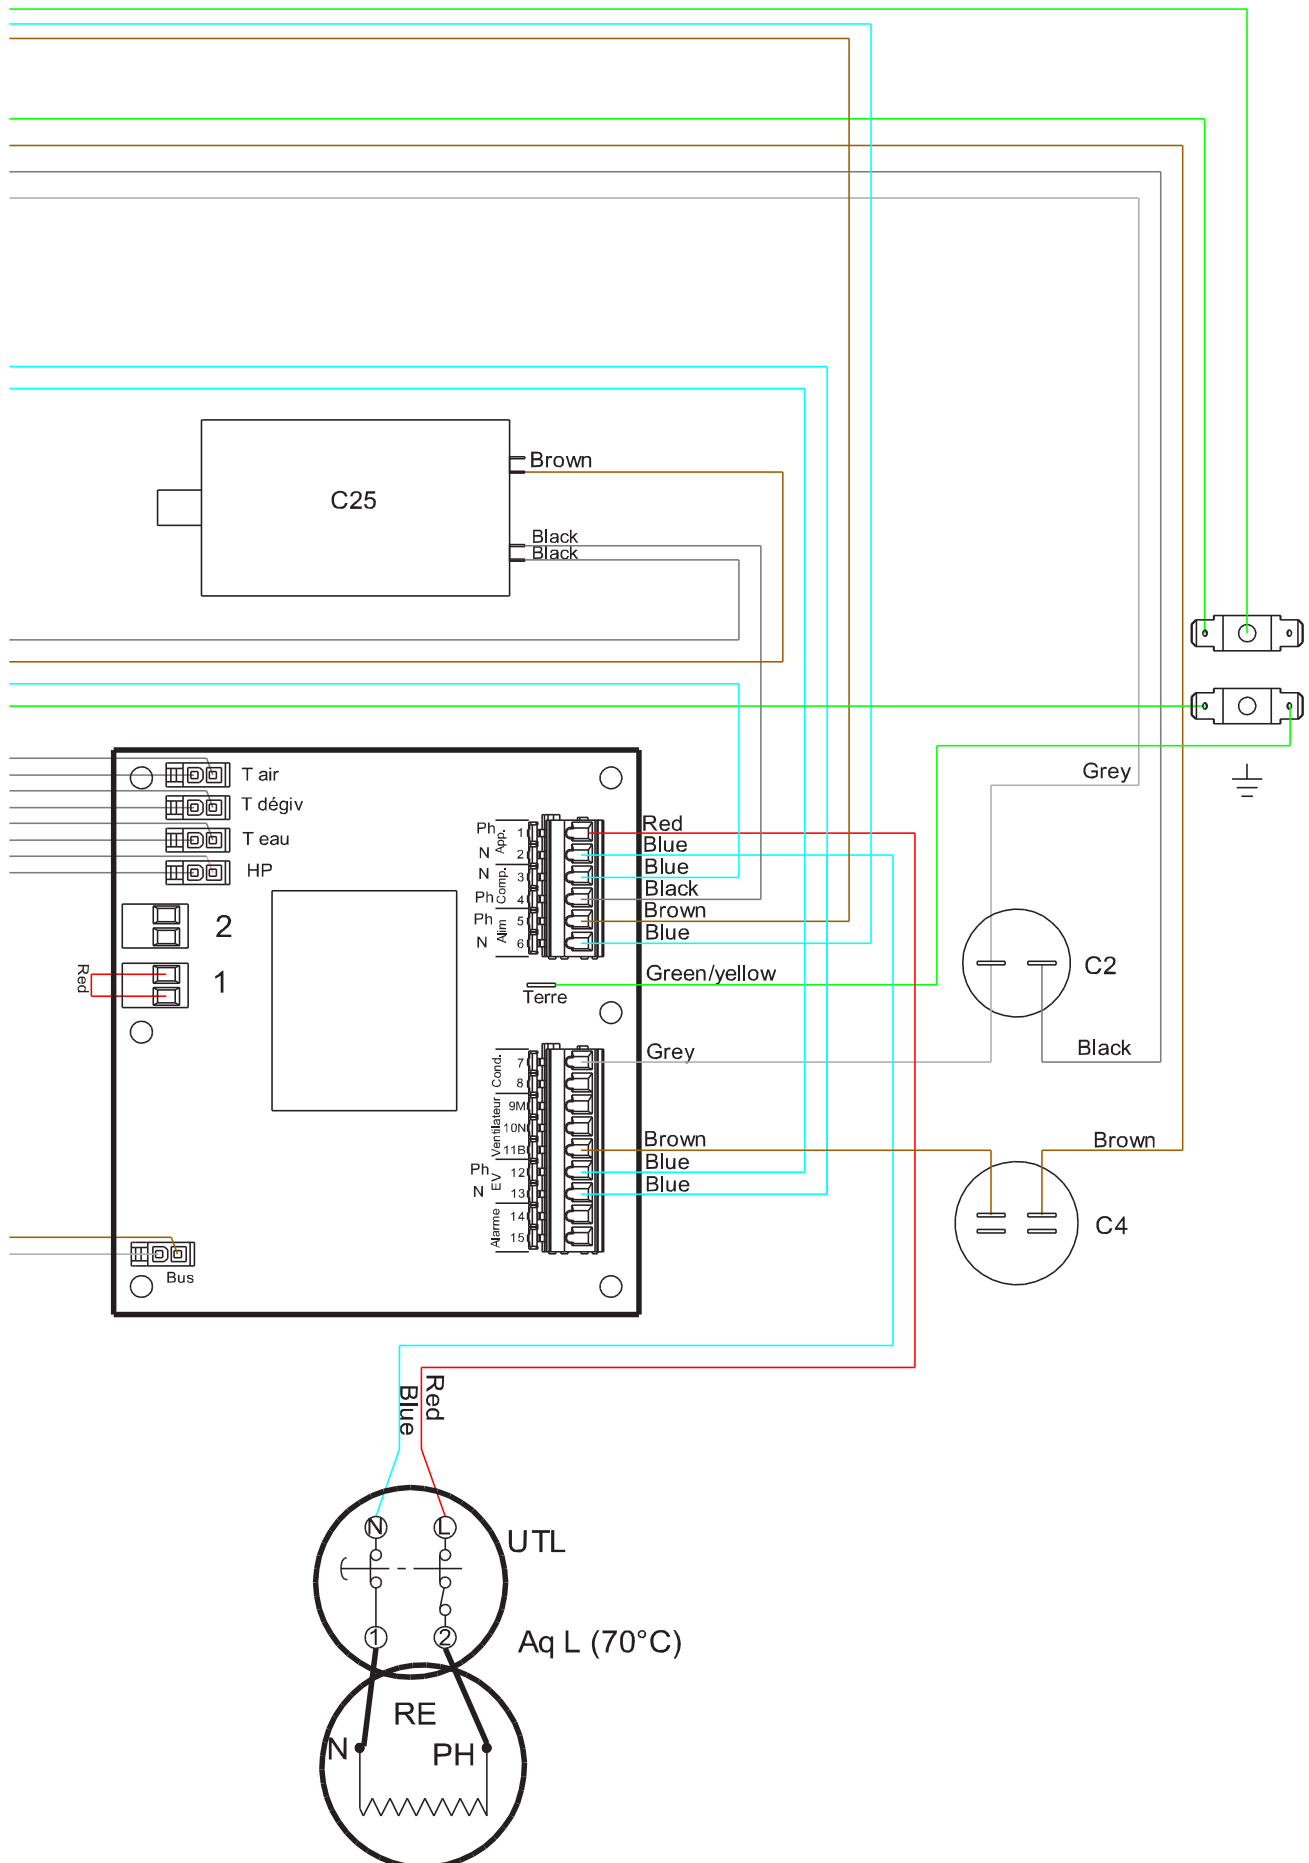 Brown
C25
Black
Black
Grey
T air
T dégiv
T eau
HP
2
1
Red
Ph
N
N
Ph
Ph
N
App.
Comp.
Alim
1
2
3
4
5
6
Red
Blue
Blue
Black
Brown
Blue
Terre
Green/yellow
C2
Black
Grey
Cond.
Ventilateur
EV
Alarme
Ph
N
7
8
9M
10N
11B
12
13
14
15
Brown
Blue
Blue
Brown
C4
Bus
Blue
Red
N
L
UTL
1
2
Aq L (70°C)
RE
N
PH